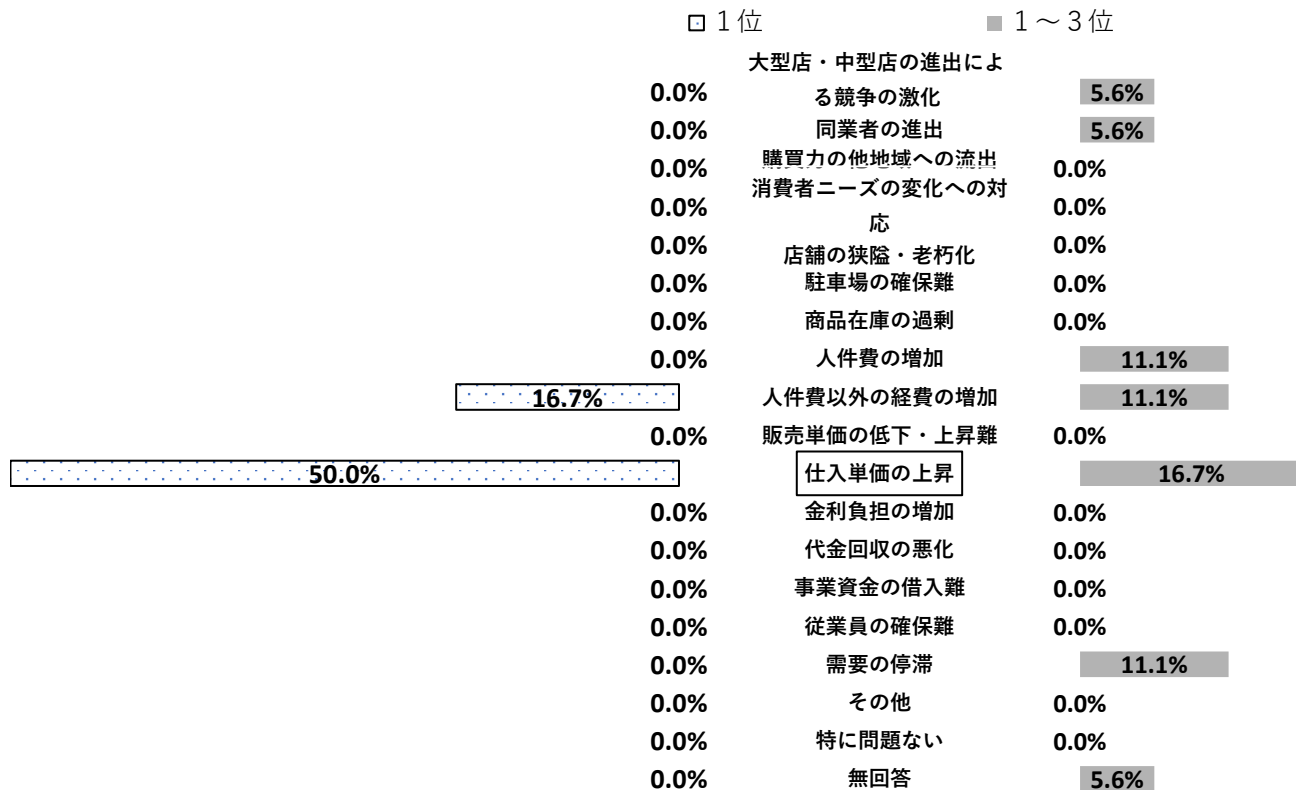 1位 1～3位
大型店・中型店の進出によ
0.0% る競争の激化 5.6%
0.0% 同業者の進出 5.6%
0.0% 購買力の他地域への流出 0.0%
0.0% 消費者ニーズの変化への対 0.0%
応
0.0% 店舗の狭隘・老朽化 0.0%
0.0% 駐車場の確保難 0.0%
0.0% 商品在庫の過剰 0.0%
0.0% 人件費の増加 11.1%
16.7% 人件費以外の経費の増加 11.1%
0.0% 販売単価の低下・上昇難 0.0%
50.0% 仕入単価の上昇 16.7%
0.0% 金利負担の増加 0.0%
0.0% 代金回収の悪化 0.0%
0.0% 事業資金の借入難 0.0%
0.0% 従業員の確保難 0.0%
0.0% 需要の停滞 11.1%
0.0% その他 0.0%
0.0% 特に問題ない 0.0%
0.0% 無回答 5.6%